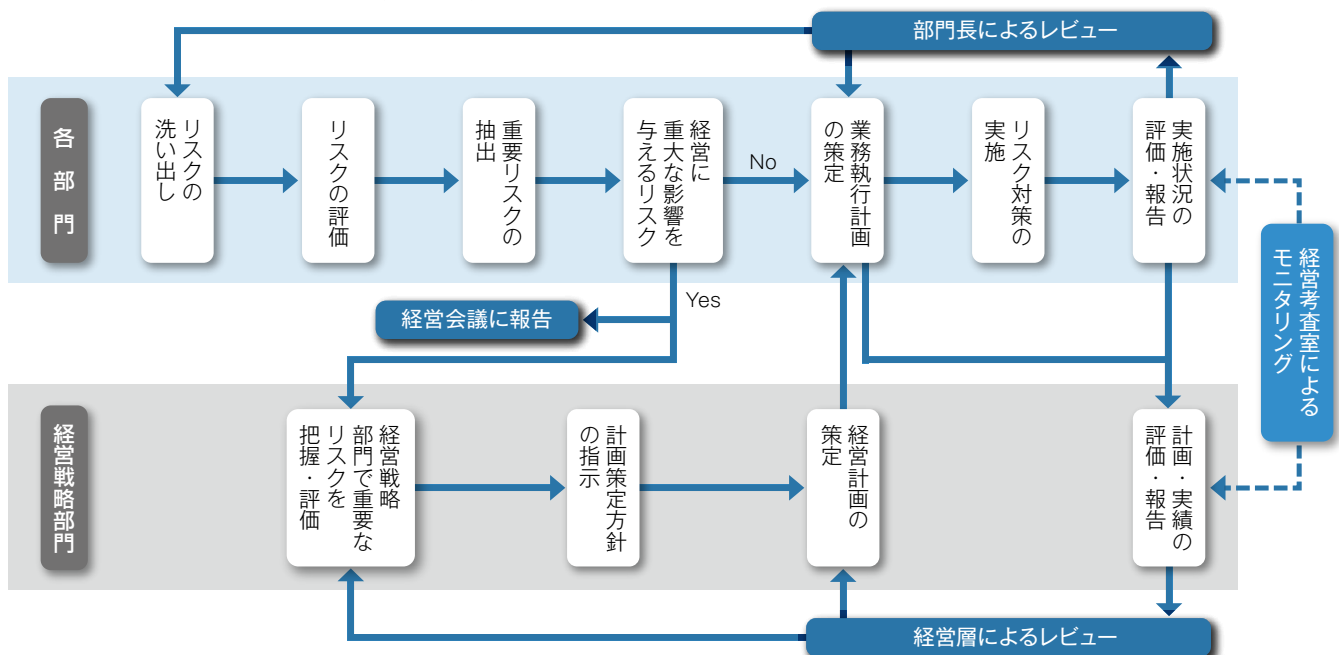 部門長によるレビュー
各部門
リスクの
洗い出し
リスクの評価
重要リスクの
抽出
経営に
重大な影響を
与えるリスク
No
業務執行計画
の策定
リスク対策の
実施
実施状況の
評価・報告
Yes
経営会議に報告
経営考査室による
モニタリング
経営戦略部門
経営戦略
部門で重要な
リスクを
把握・評価
計画策定方針
の指示
経営計画の
策定
計画・実績の
評価・報告
経営層によるレビュー